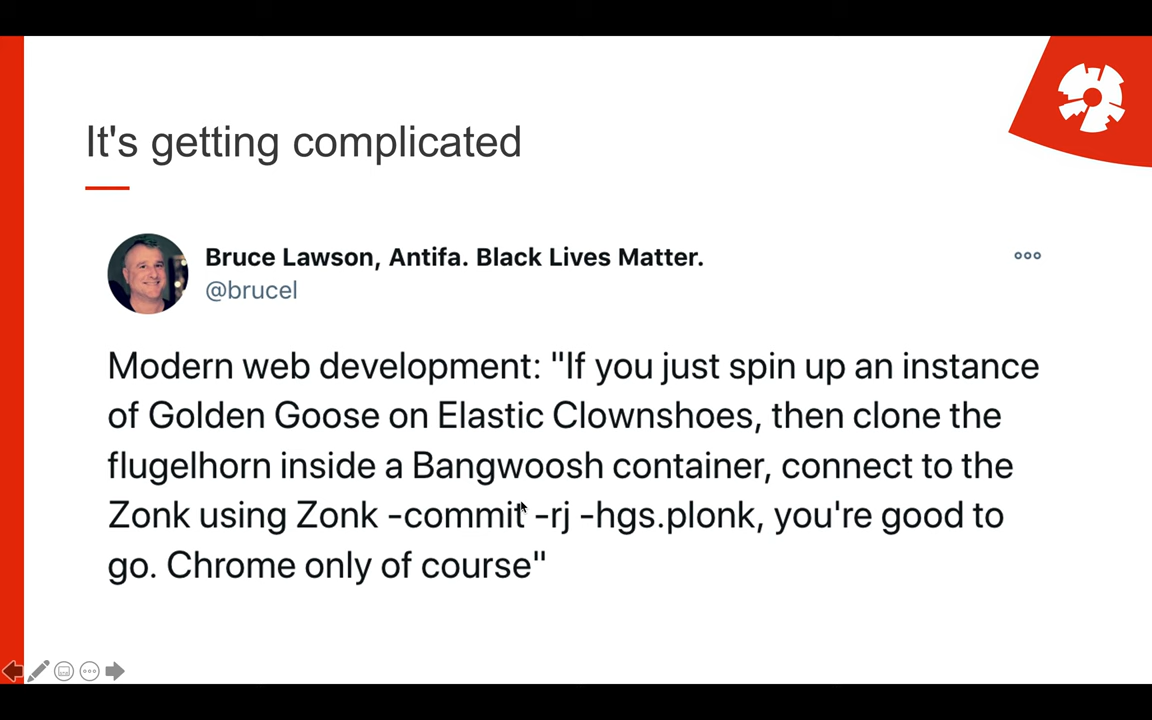 It's getting complicated
Bruce Lawson, Antifa. Black Lives Matter.
@brucel
Modern web development: "If you just spin up an instance
of Golden Goose on Elastic Clownshoes, then clone the
flugelhorn inside a Bangwoosh container, connect to the
Zonk using Zonk -commit -rj -hgs.plonk, you're good to
go. Chrome only of course"